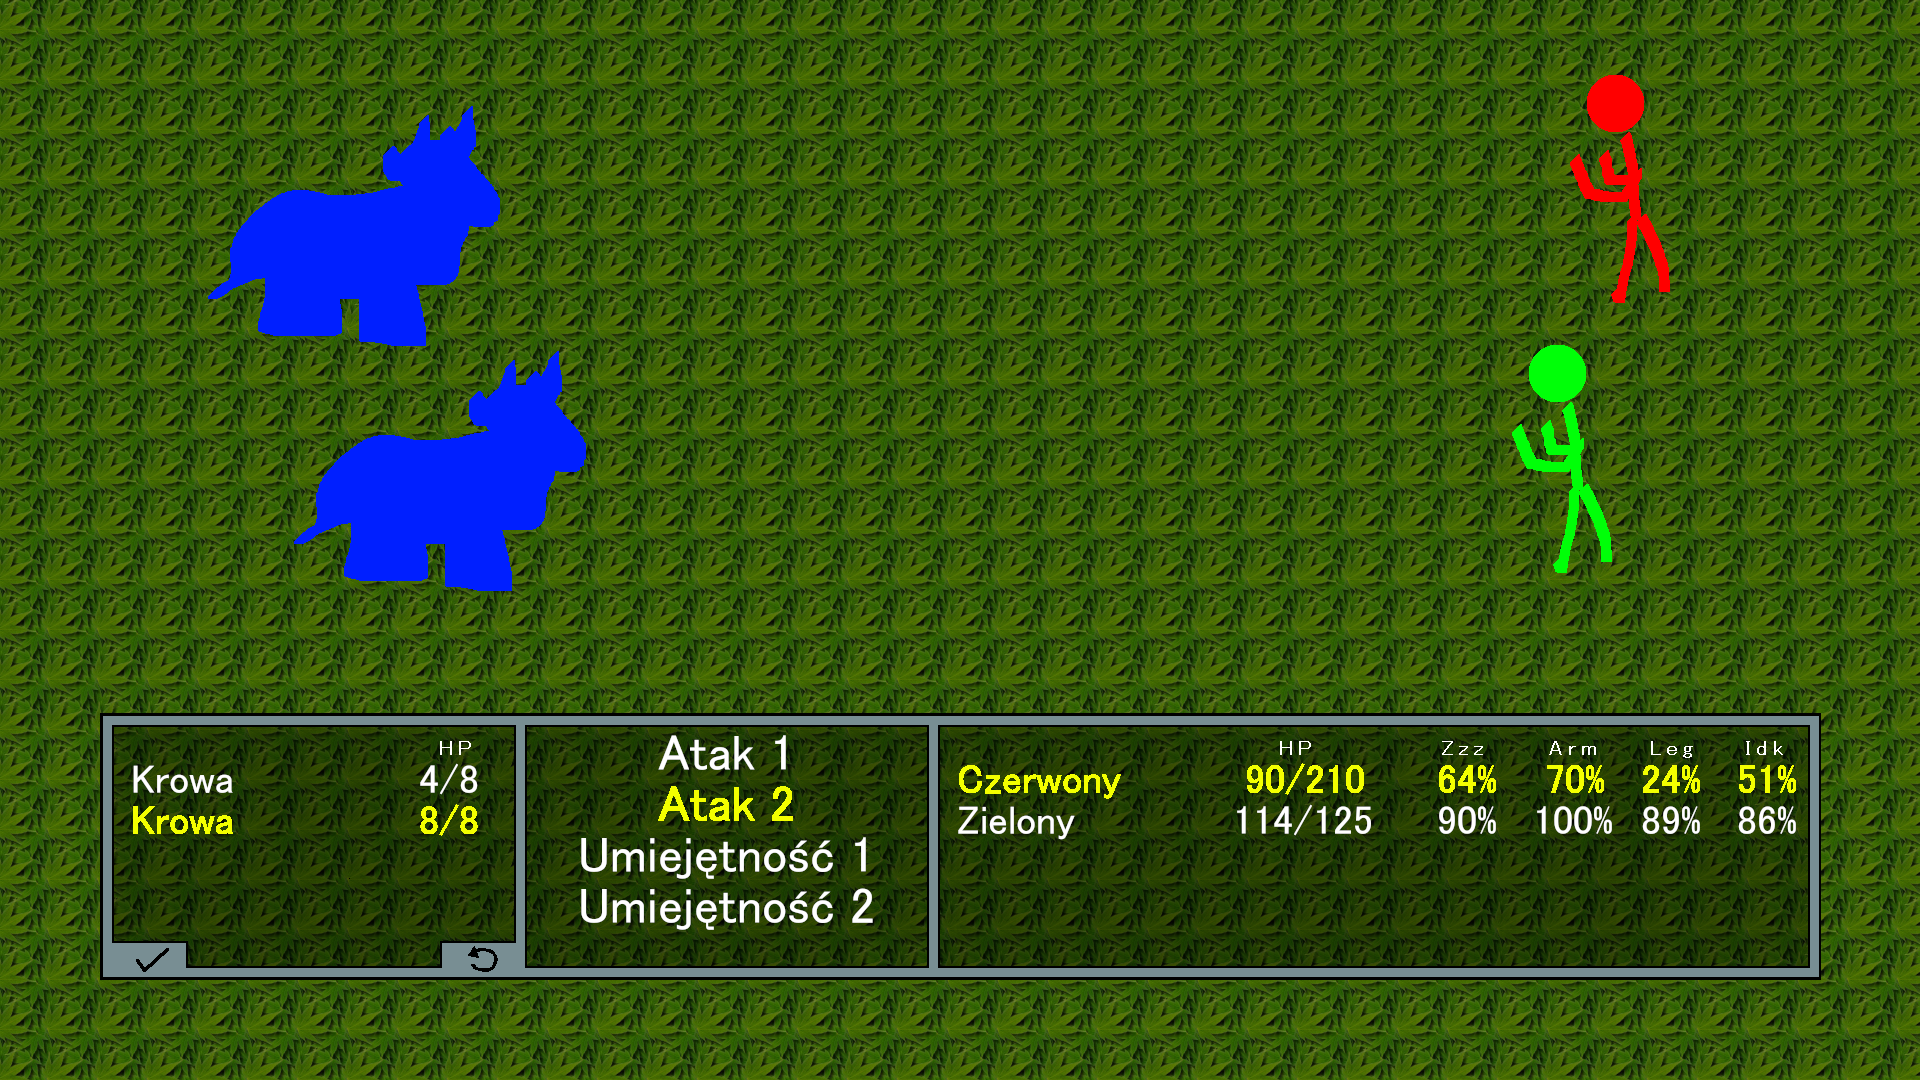 HP
Krowa 4/8
Krowa 8/8
Atak 1
Atak 2
Umiejętność 1
Umiejętność 2
HP Zzz Arm Leg Idk
Czerwony 90/210 64% 70% 24% 51%
Zielony 114/125 90% 100% 89% 86%